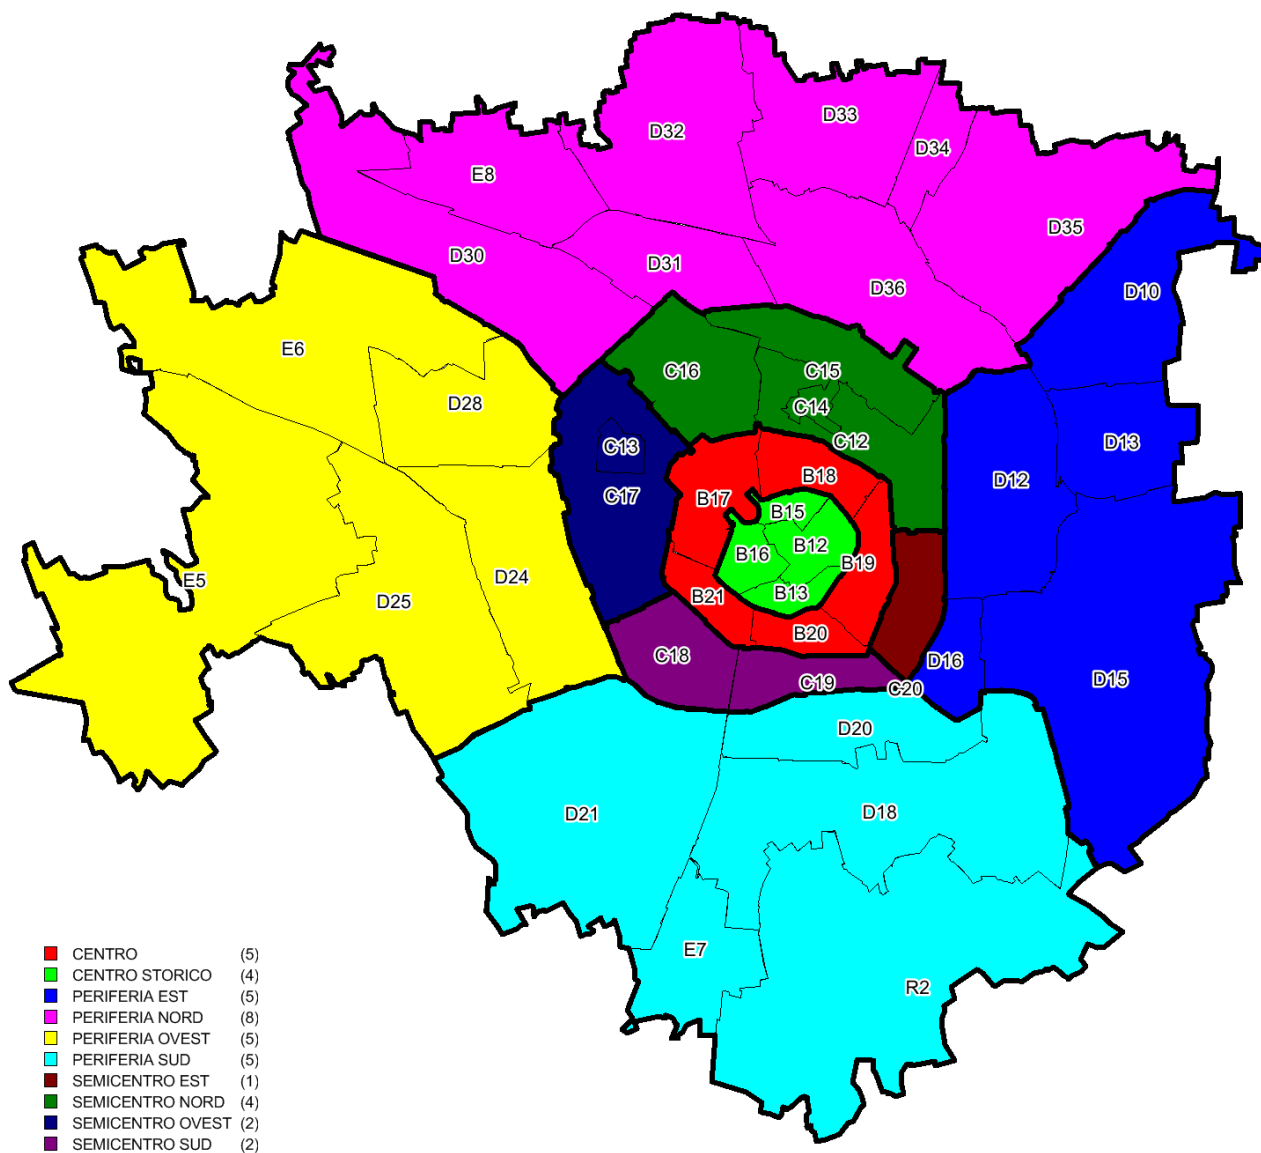 D32
D33
D34
E8
D35
D30
D31
D36
D10
E6
C16
C15
D28
C14
C12
C13
D13
B18
D12
C17
B17
B15
B12
B16
B19
D24
E5
B13
B21
D25
B20
C18
D16
D15
C19
C20
D20
D21
D18
E7
R2
CENTRO (5)
CENTRO STORICO (4)
PERIFERIA EST (5)
PERIFERIA NORD (8)
PERIFERIA OVEST (5)
PERIFERIA SUD (5)
SEMICENTRO EST (1)
SEMICENTRO NORD (4)
SEMICENTRO OVEST (2)
SEMICENTRO SUD (2)